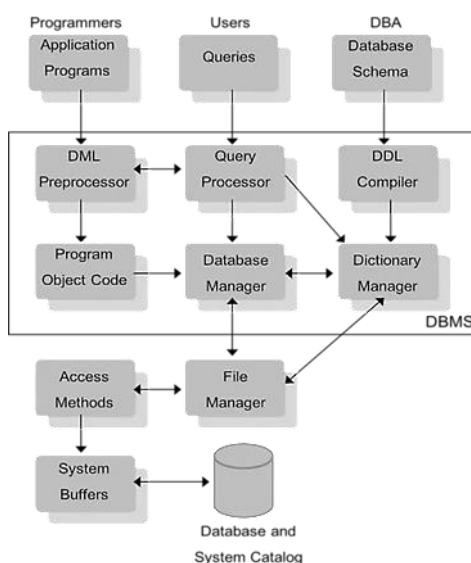 Programmers
Users
DBA
Application
Programs
Queries
Database
Schema
DML
Preprocessor
Query
Processor
DDL
Compiler
Program
Object Code
Database
Manager
Dictionary
Manager
DBMS
Access
Methods
File
Manager
System
Buffers
Database and
System Catalog